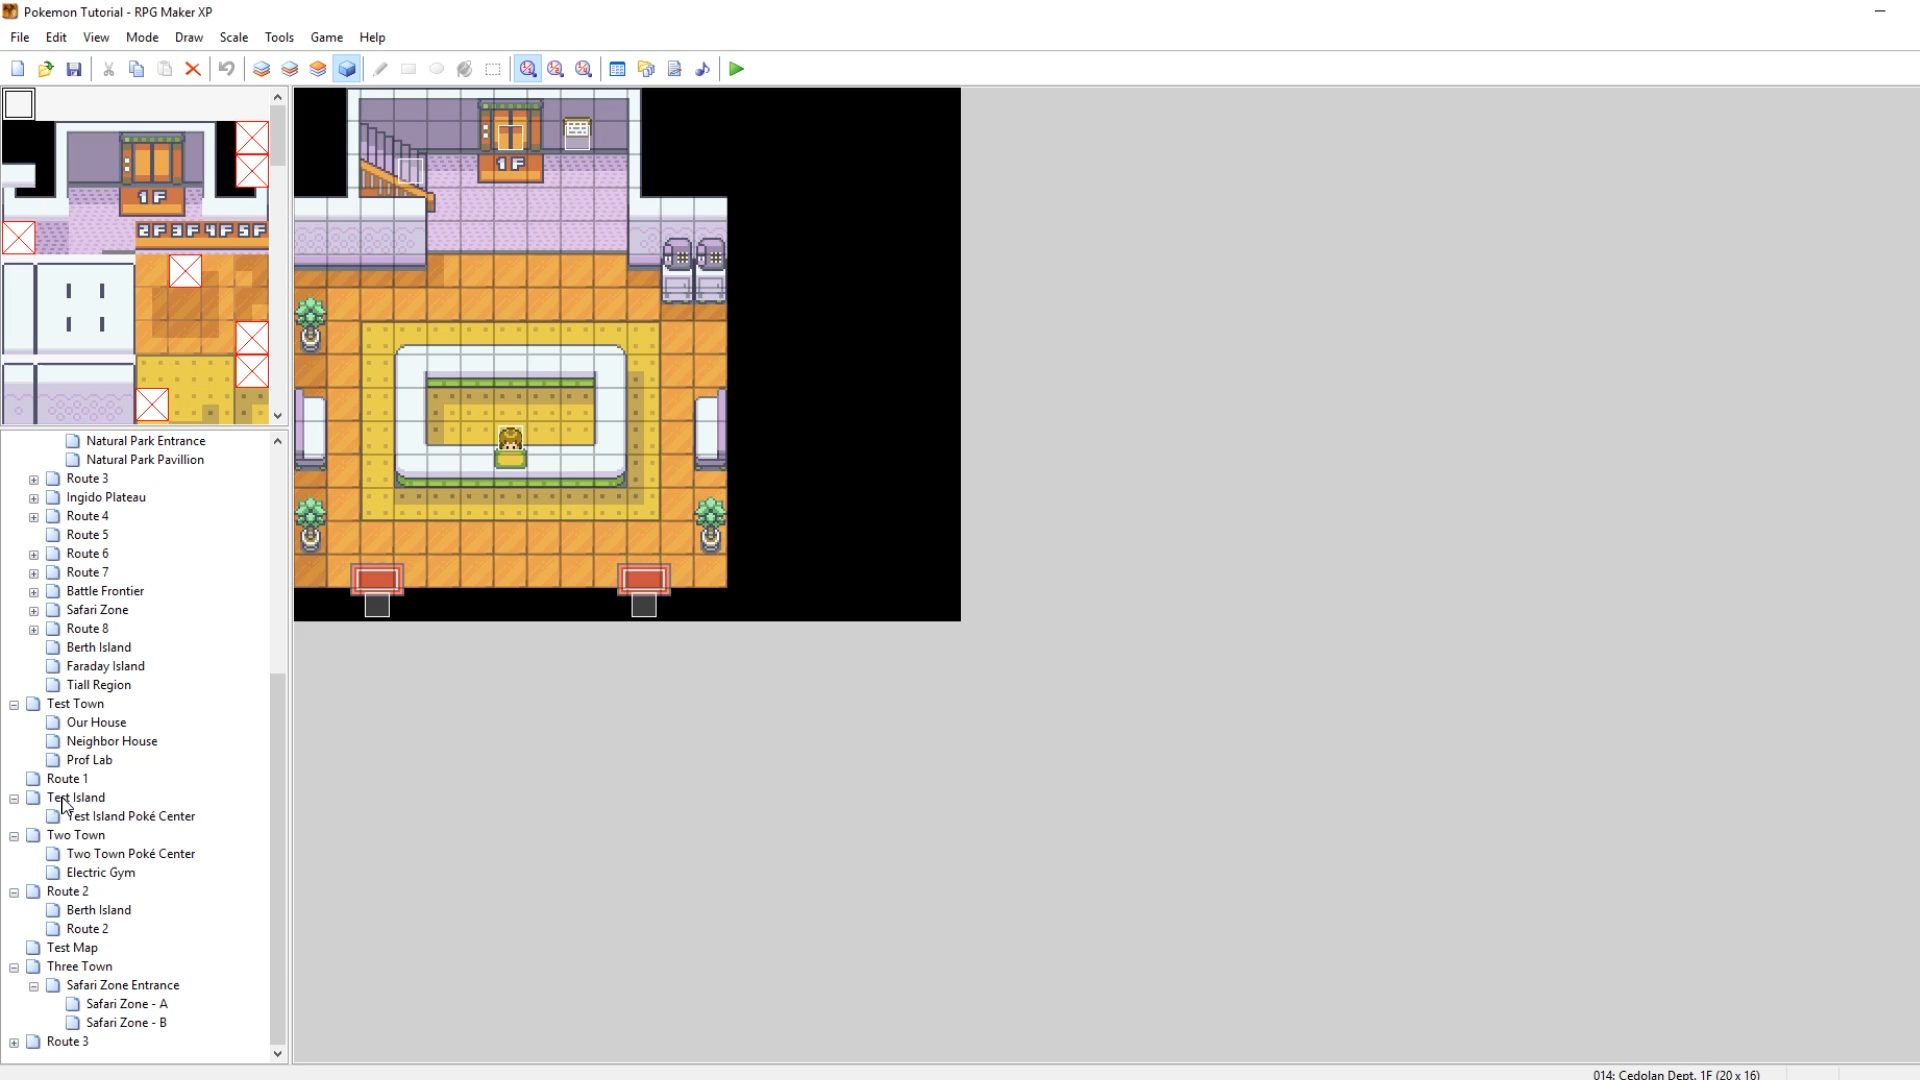 Pokemon Tutorial - RPG Maker XP
File Edit View Mode Draw Scale Tools Game Help
1F
2F 3F 4F 5F
1F
Natural Park Entrance
Natural Park Pavillion
Route 3
Ingido Plateau
Route 4
Route 5
Route 6
Route 7
Battle Frontier
Safari Zone
Route 8
Berth Island
Faraday Island
Tiall Region
Test Town
Our House
Neighbor House
Prof Lab
Route 1
Test Island
Test Island Poké Center
Two Town
Two Town Poké Center
Electric Gym
Route 2
Berth Island
Route 2
Test Map
Three Town
Safari Zone Entrance
Safari Zone - A
Safari Zone - B
Route 3
014: Cedolan Dept. 1F (20 x 16)